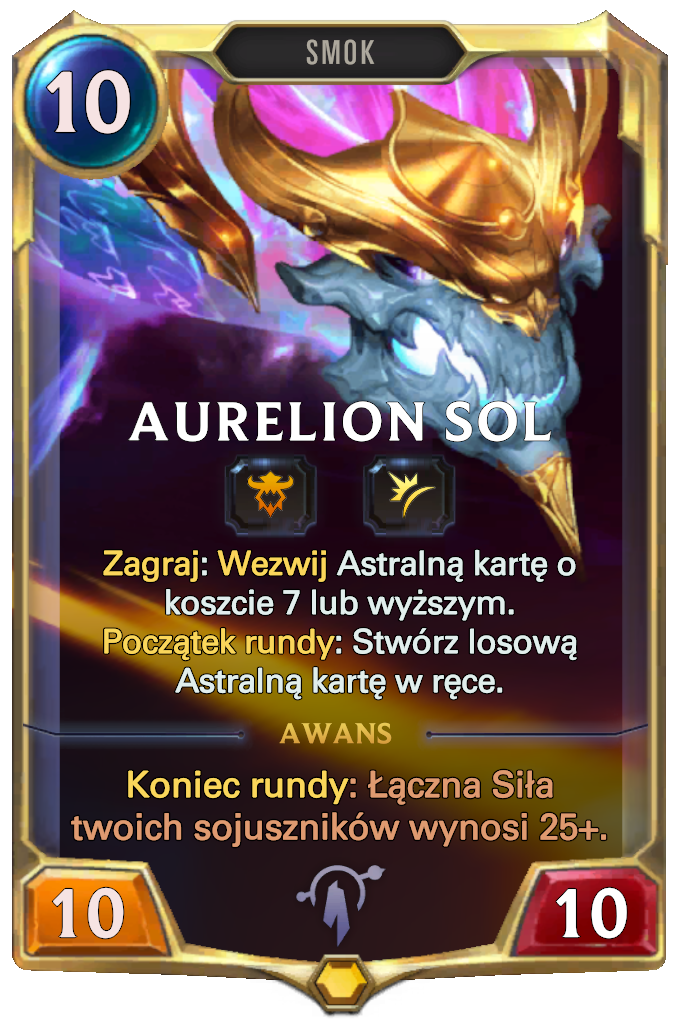 SMOK
10
AURELION SOL
Zagraj: Wezwij Astralną kartę o
koszcie 7 lub wyższym.
Początek rundy: Stwórz losową
Astralną kartę w ręce.
AWANS
Koniec rundy: Łączna Siła
twoich sojuszników wynosi 25+.
10
10